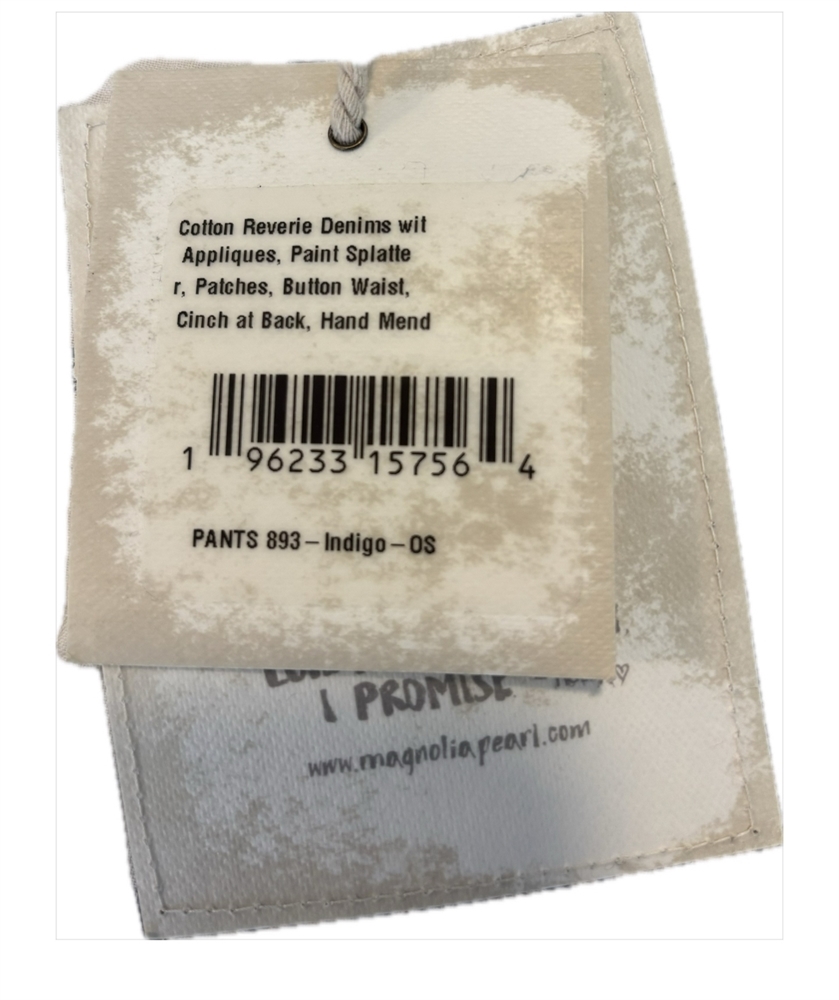 Cotton Reverie Denims wit
Appliques, Paint Splatte
r, Patches, Button Waist,
Cinch at Back, Hand Mend
1 96233 15756 4
PANTS 893 – Indigo – OS
I PROMISE
www.magnoliapearl.com